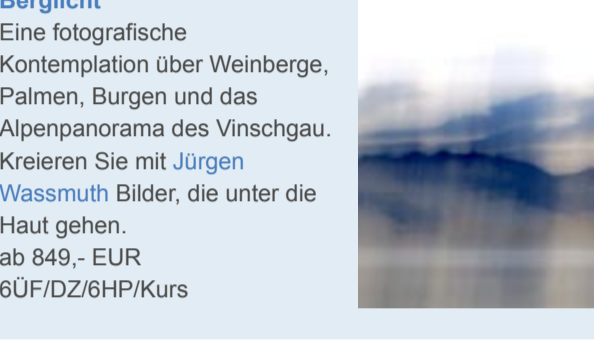 Berglicht
Eine fotografische
Kontemplation über Weinberge,
Palmen, Burgen und das
Alpenpanorama des Vinschgau.
Kreieren Sie mit Jürgen
Wassmuth Bilder, die unter die
Haut gehen.
ab 849,- EUR
6ÜF/DZ/6HP/Kurs